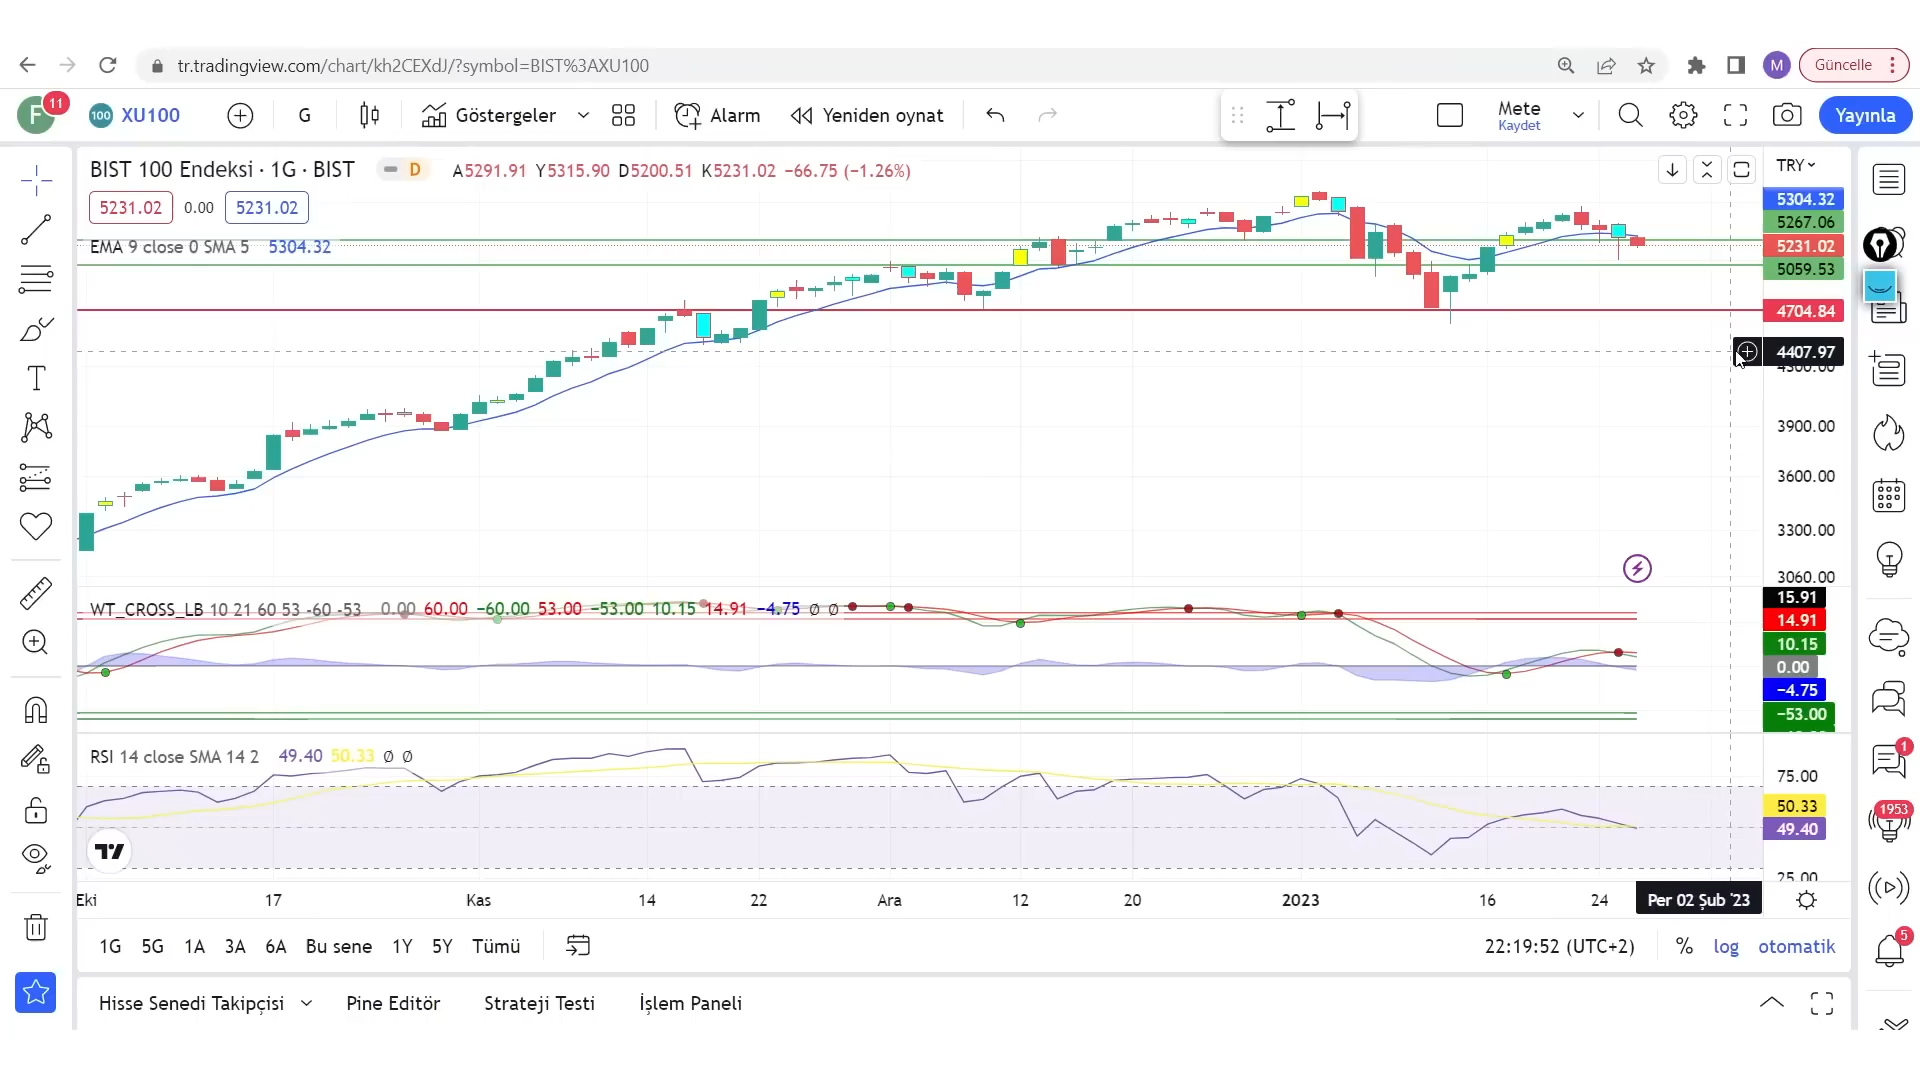 tr.tradingview.com/chart/kh2CEXdJ/?symbol=BIST%3AXU100
M
Güncelle
F
11
100
XU100
G
Göstergeler
Alarm
Yeniden oynat
Mete
Kaydet
Yayınla
BIST 100 Endeksi · 1G · BIST
D
A5291.91 Y5315.90 D5200.51 K5231.02 −66.75 (−1.26%)
TRY
5231.02
0.00
5231.02
EMA 9 close 0 SMA 5 5304.32
5304.32
5267.06
5231.02
5059.53
4704.84
4407.97
3900.00
3600.00
3300.00
3060.00
WT_CROSS_LB 10 21 60 53 -60 -53 0.00 60.00 −60.00 53.00 −53.00 10.15 14.91 −4.75 ∅ ∅
15.91
14.91
10.15
0.00
−4.75
−53.00
RSI 14 close SMA 14 2 49.40 50.33 ∅ ∅
75.00
50.33
49.40
25.00
1
1953
5
Eki 17 Kas 14 22 Ara 12 20 2023 16 24
Per 02 Şub '23
1G 5G 1A 3A 6A Bu sene 1Y 5Y Tümü
22:19:52 (UTC+2)
%
log
otomatik
Hisse Senedi Takipçisi
Pine Editör
Strateji Testi
İşlem Paneli